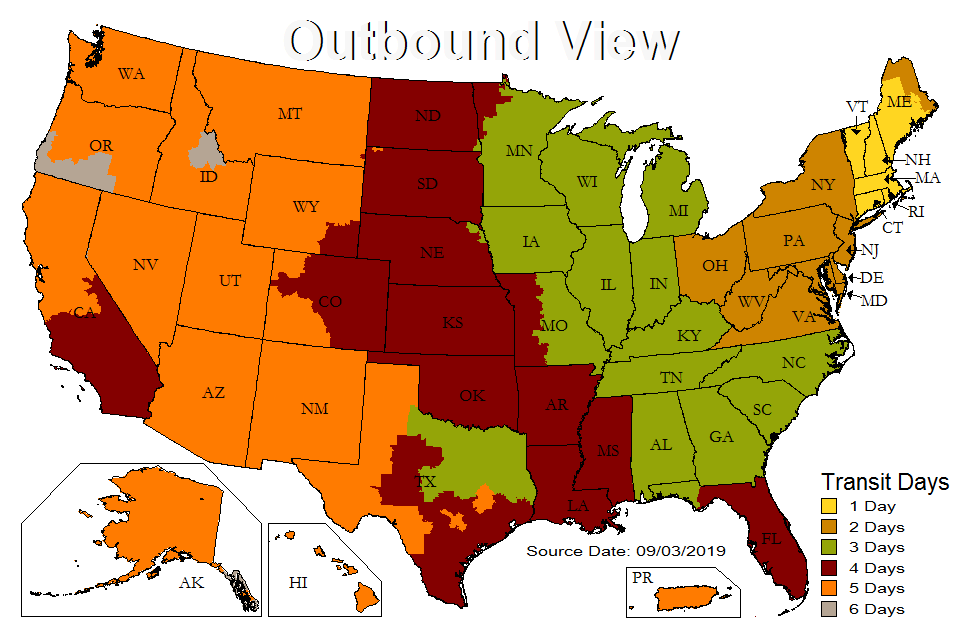 Outbound View
WA
MT
ND
MN
VT
ME
OR
ID
SD
WI
MI
NY
NH
MA
RI
CT
WY
NE
IA
PA
NJ
NV
UT
CO
IL
IN
OH
WV
DE
MD
VA
CA
KS
MO
KY
AZ
NM
OK
AR
TN
NC
SC
TX
LA
MS
AL
GA
FL
AK
HI
PR
Source Date: 09/03/2019
Transit Days
1 Day
2 Days
3 Days
4 Days
5 Days
6 Days